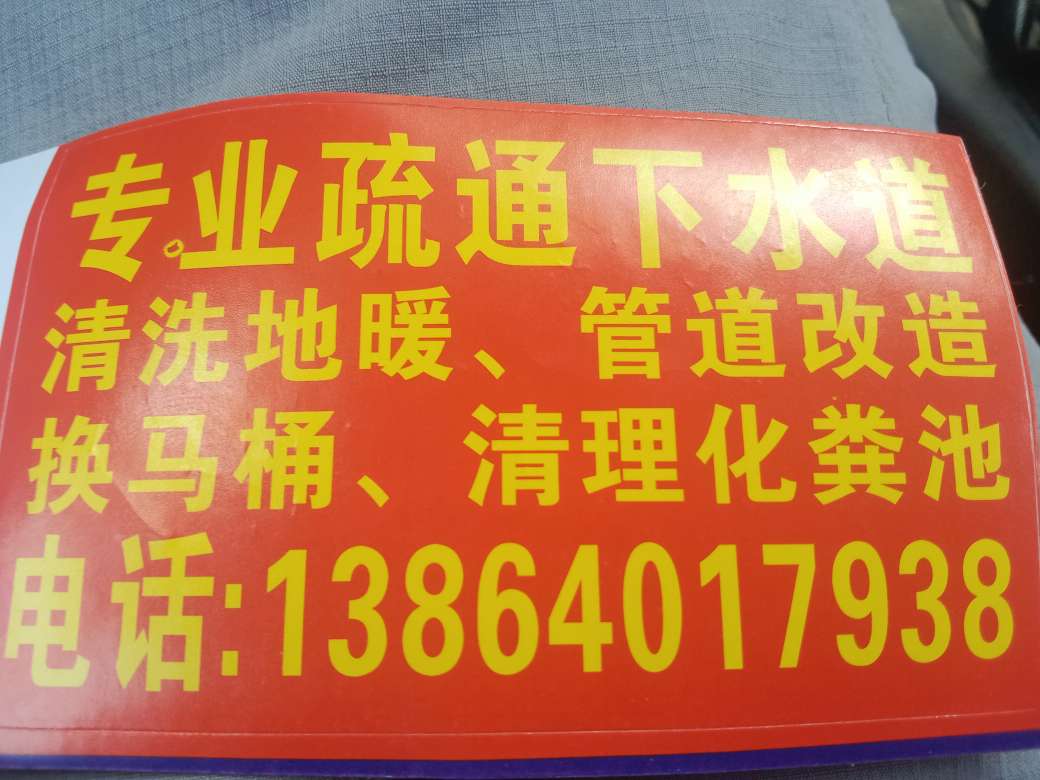 专业疏通下水道
清洗地暖、管道改造
换马桶、清理化粪池
电话:13864017938